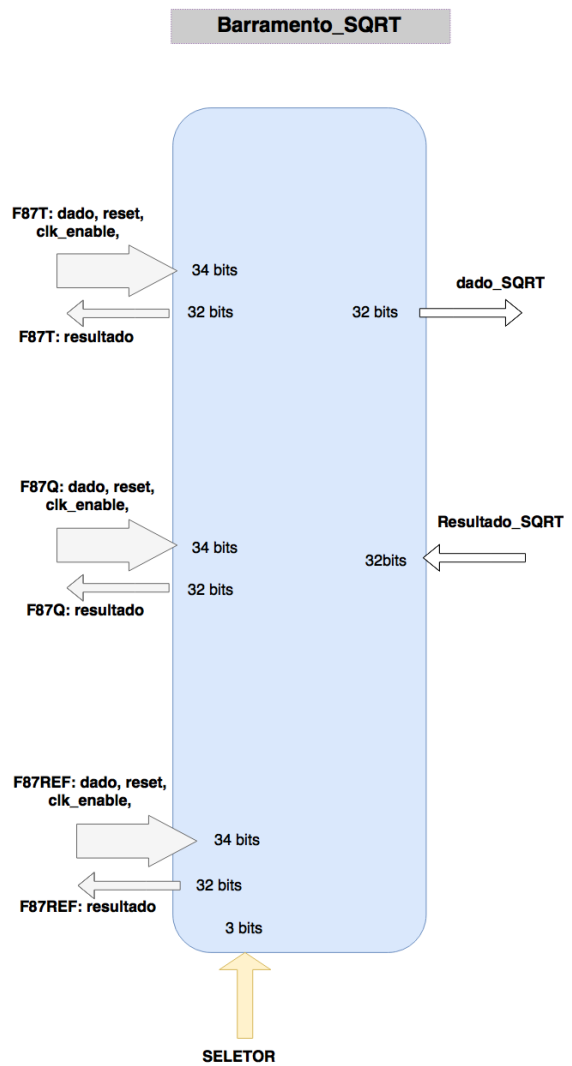 Barramento_SQRT
F87T: dado, reset,
clk_enable,
34 bits
32 bits
F87T: resultado
32 bits
dado_SQRT
F87Q: dado, reset,
clk_enable,
34 bits
32 bits
F87Q: resultado
Resultado_SQRT
32bits
F87REF: dado, reset,
clk_enable,
34 bits
32 bits
F87REF: resultado
3 bits
SELETOR